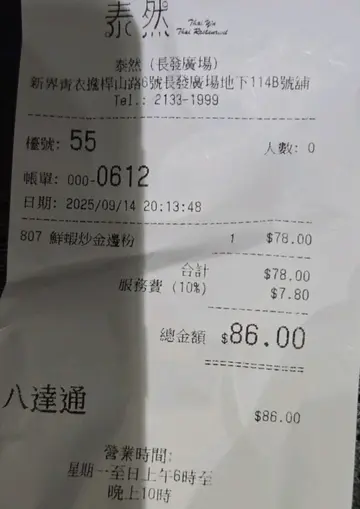 泰然
Thai Yin
Thai Restaurant
泰然 (長發廣場)
新界青衣擔桿山路6號長發廣場地下114B號舖
Tel.: 2133-1999
檯號: 55 人數: 0
帳單: 000-0612
日期: 2025/09/14 20:13:48
807 鮮蝦炒金邊粉 1 $78.00
合計 $78.00
服務費 (10%) $7.80
總金額 $86.00
八達通 $86.00
營業時間:
星期一至日上午6時至
晚上10時